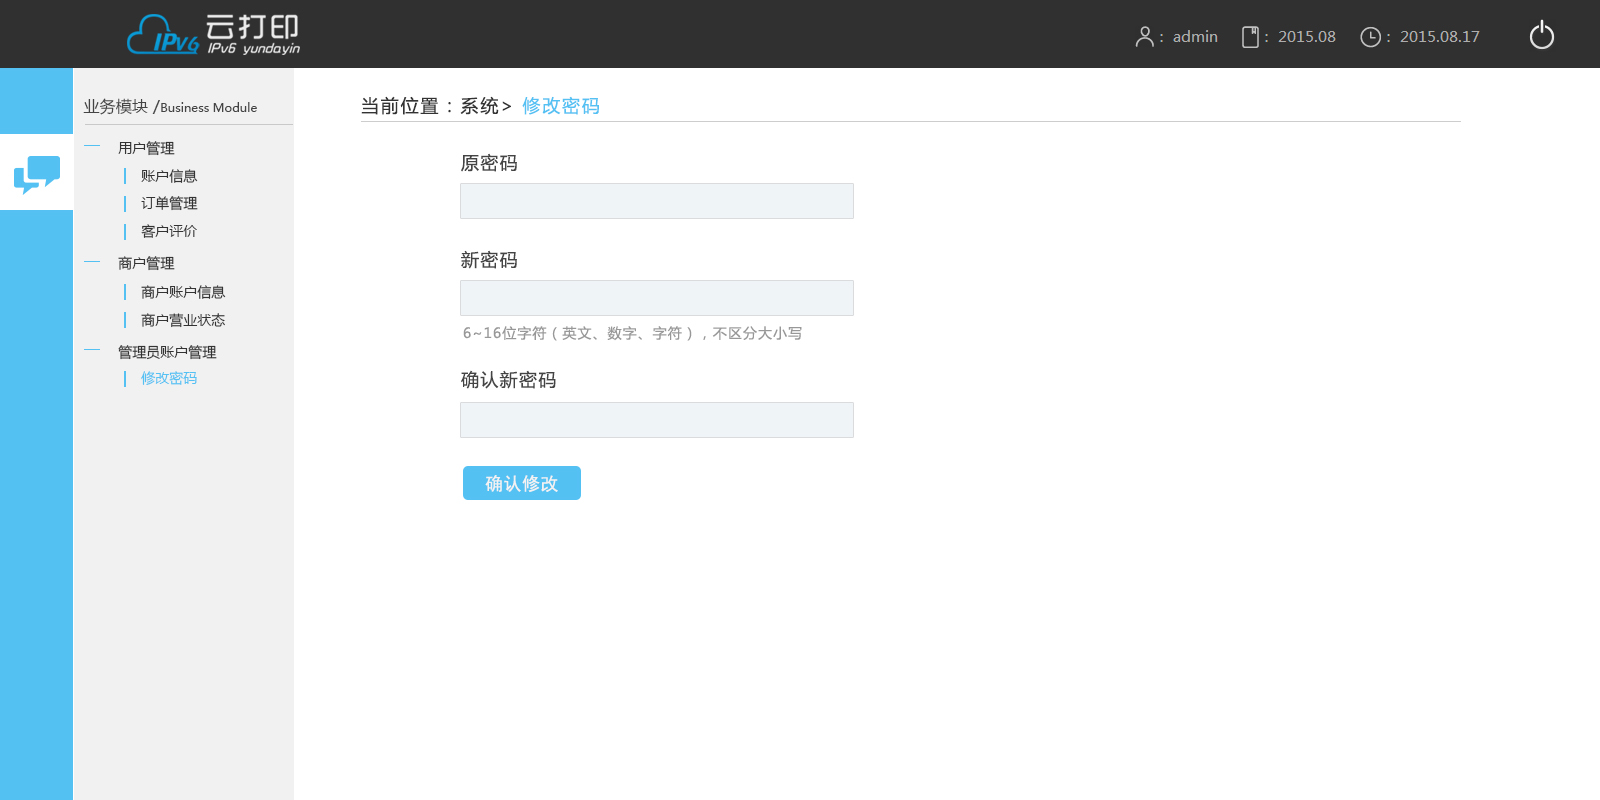 IPv6 云打印
IPv6 yundayin
: admin
: 2015.08
: 2015.08.17
业务模块 /Business Module
用户管理
账户信息
订单管理
客户评价
商户管理
商户账户信息
商户营业状态
管理员账户管理
修改密码
当前位置：系统> 修改密码
原密码
新密码
6~16位字符（英文、数字、字符），不区分大小写
确认新密码
确认修改